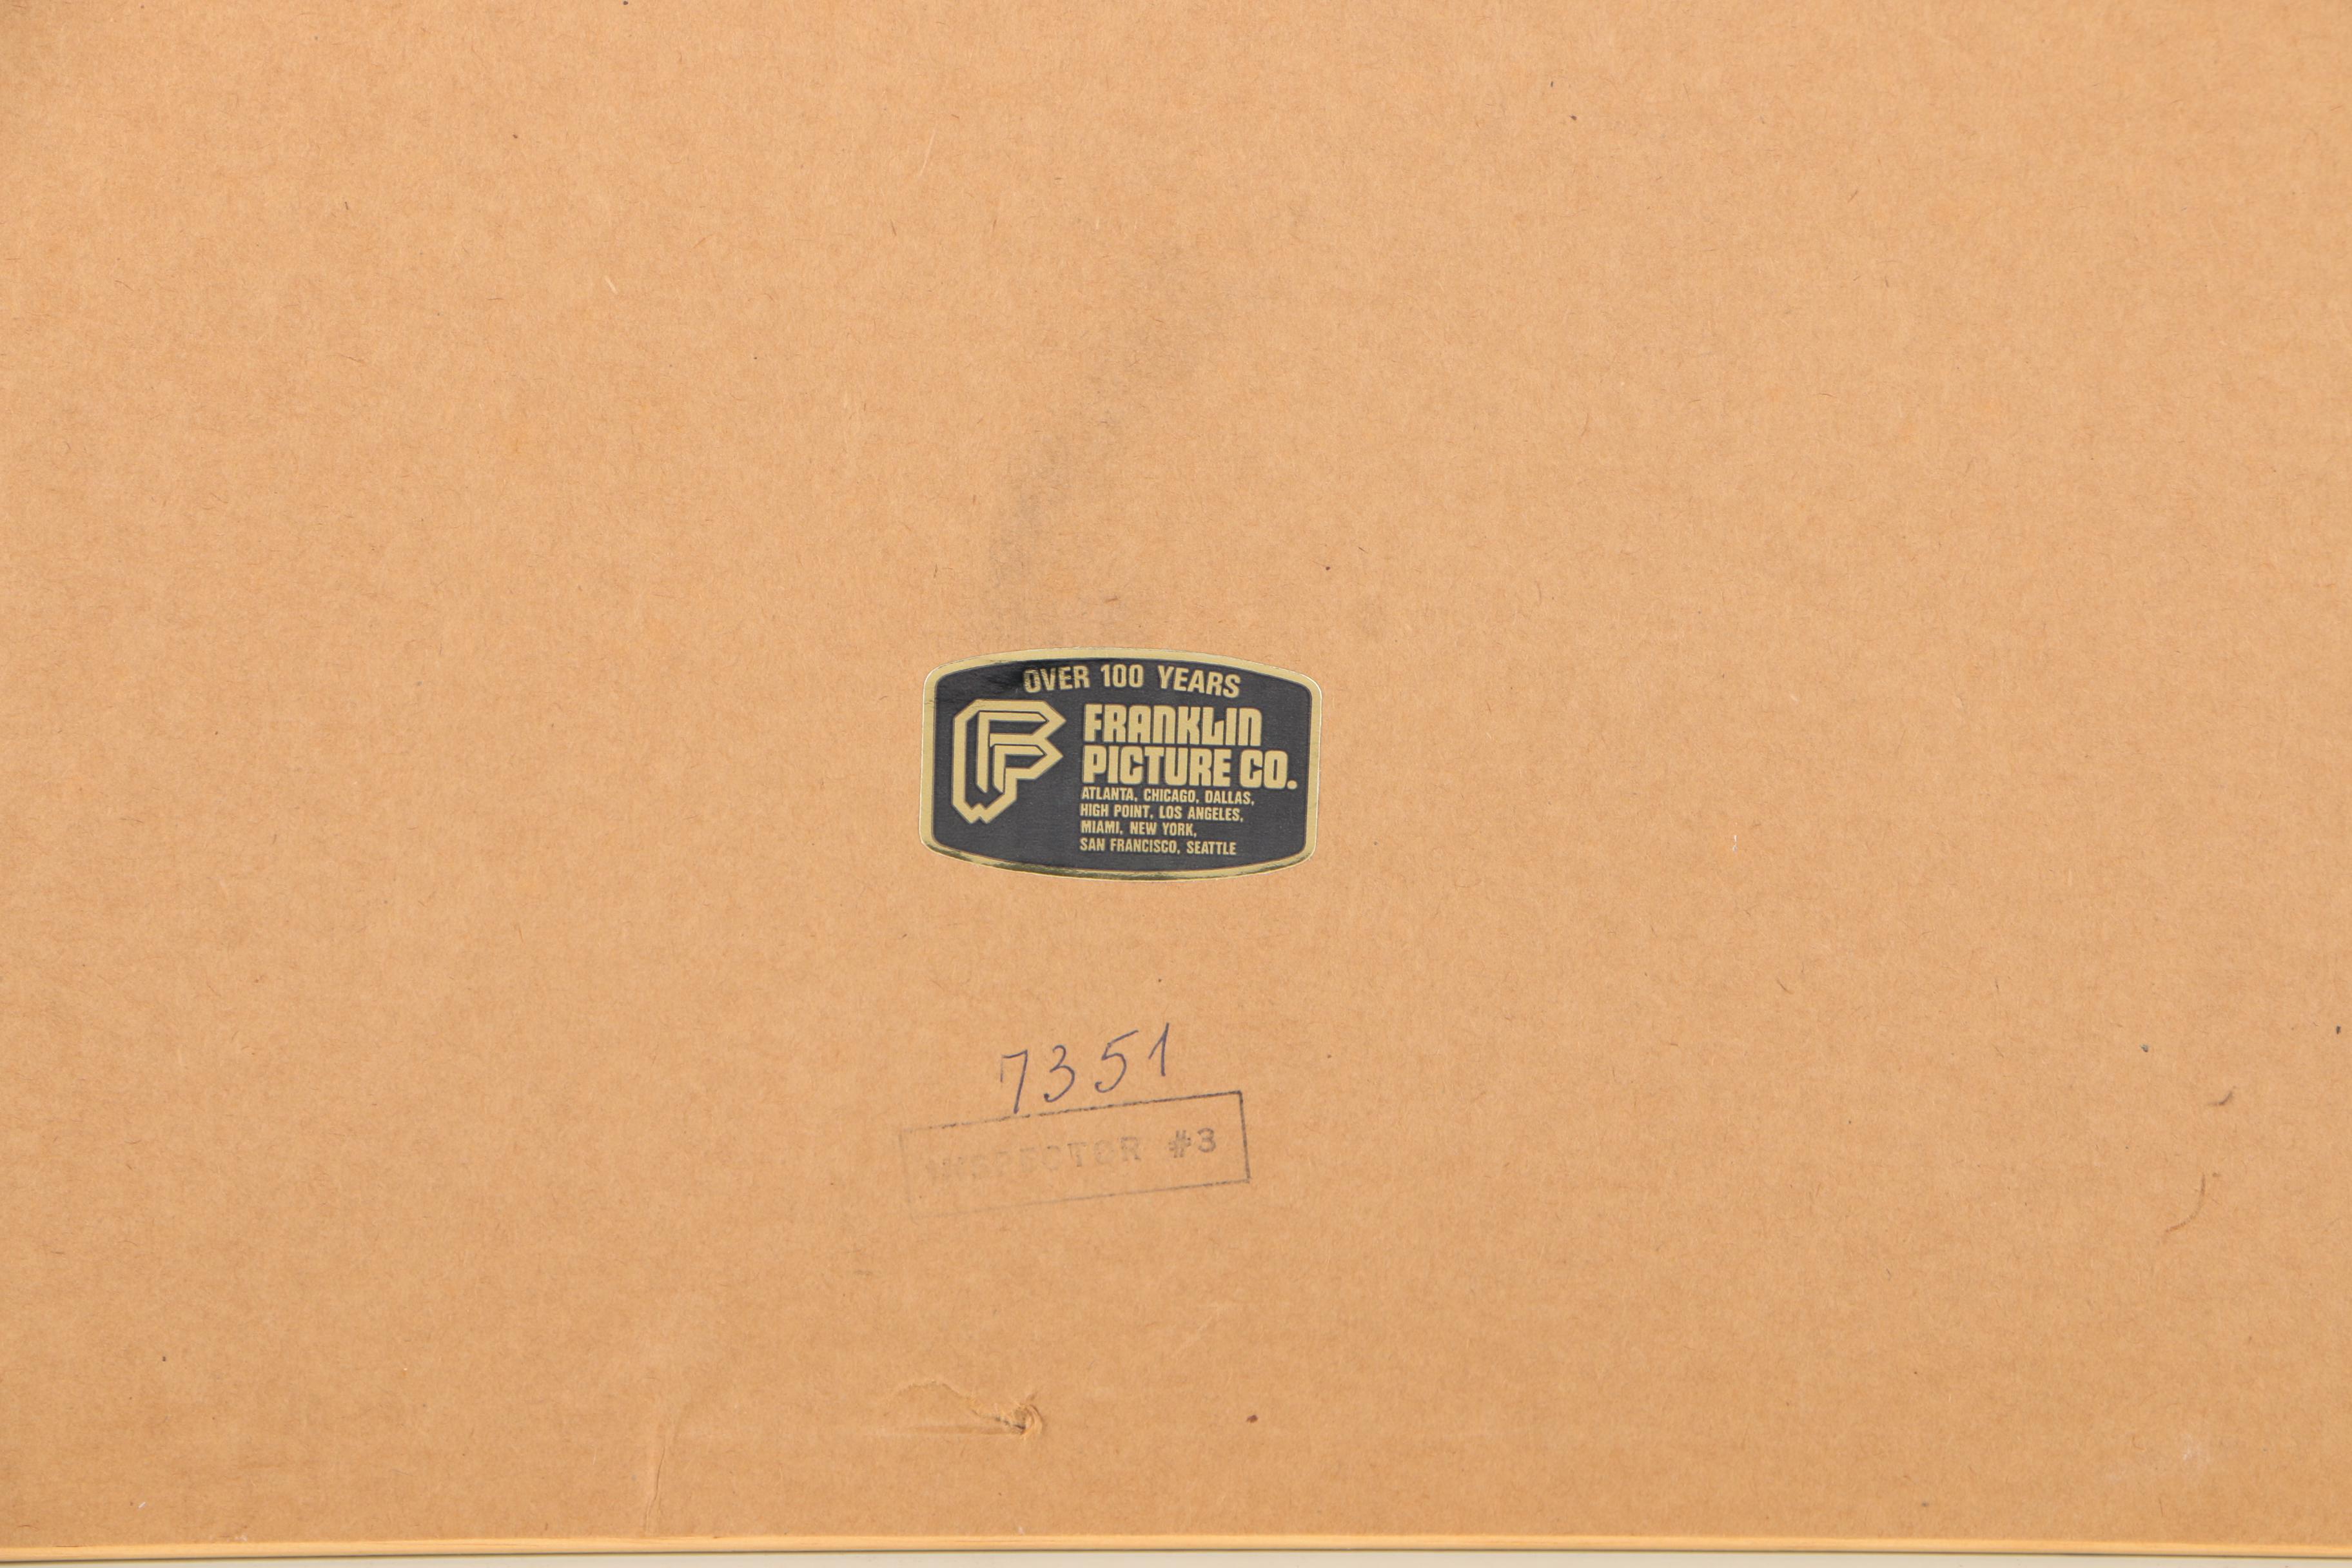 OVER 100 YEARS
FRANKLIN
PICTURE CO.
ATLANTA, CHICAGO, DALLAS,
HIGH POINT, LOS ANGELES,
MIAMI, NEW YORK,
SAN FRANCISCO, SEATTLE
7351
INSPECTOR #3